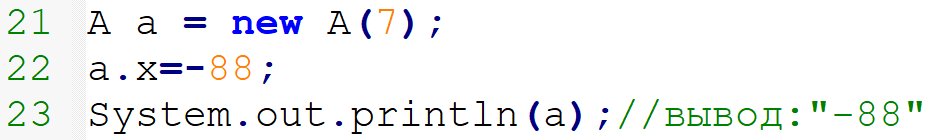 21 A a = new A(7);
22 a.x=-88;
23 System.out.println(a);//вывод:"-88"